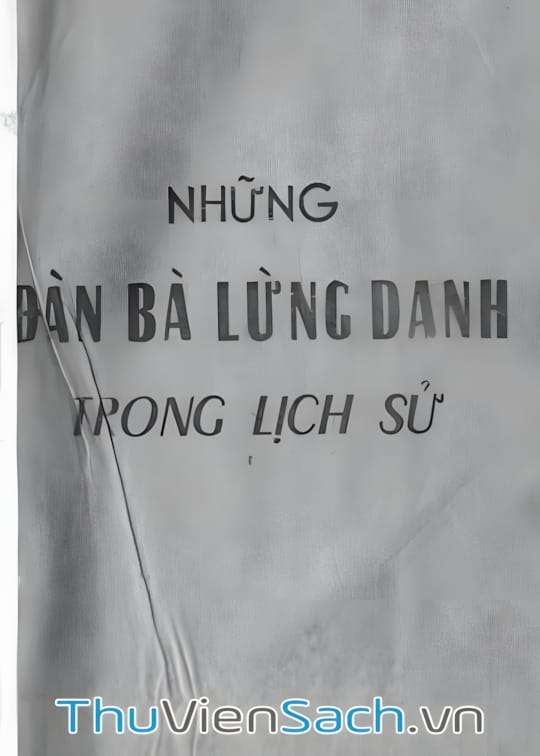 NHỮNG
ĐÀN BÀ LỪNG DANH
TRONG LỊCH SỬ
ThuVienSach.vn